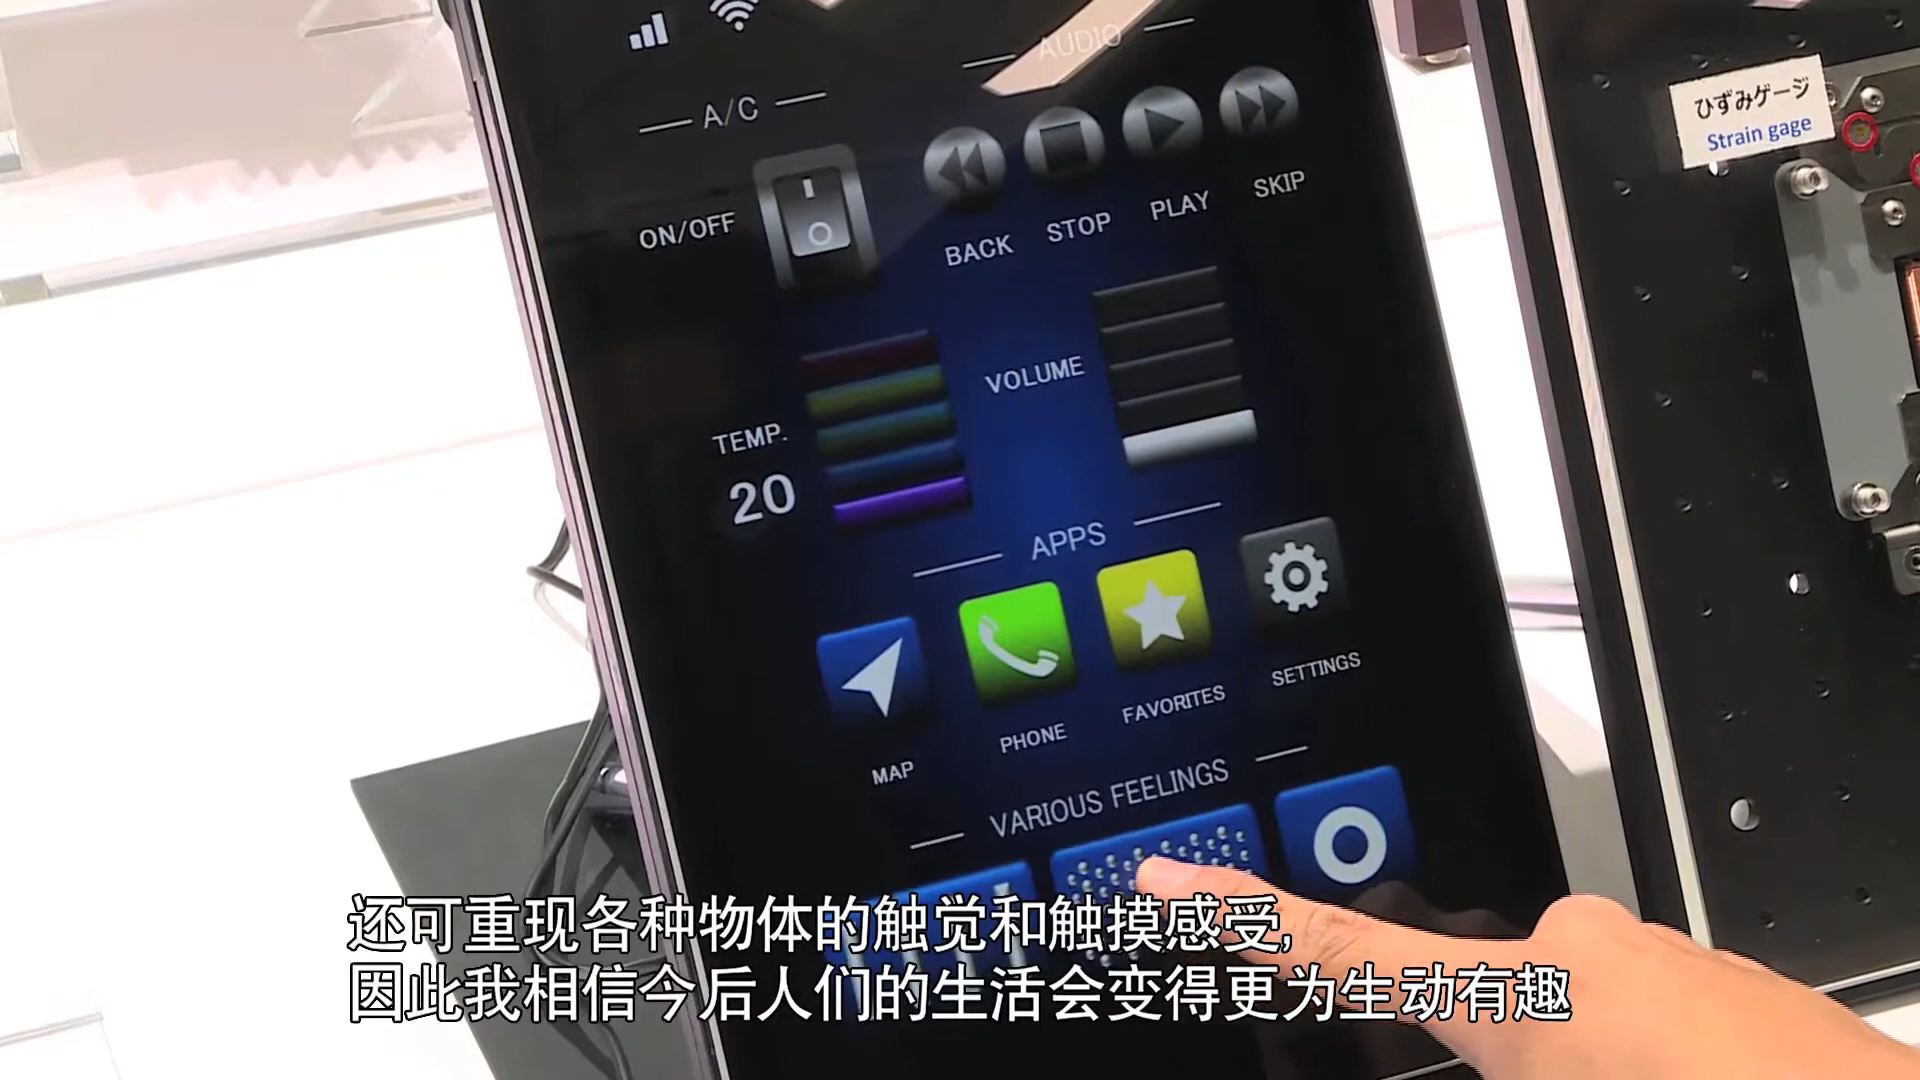 AUDIO
A/C
ON/OFF
BACK
STOP
PLAY
SKIP
VOLUME
TEMP.
20
APPS
MAP
PHONE
FAVORITES
SETTINGS
VARIOUS FEELINGS
ひずみゲージ
Strain gage
还可重现各种物体的触觉和触摸感受,
因此我相信今后人们的生活会变得更为生动有趣